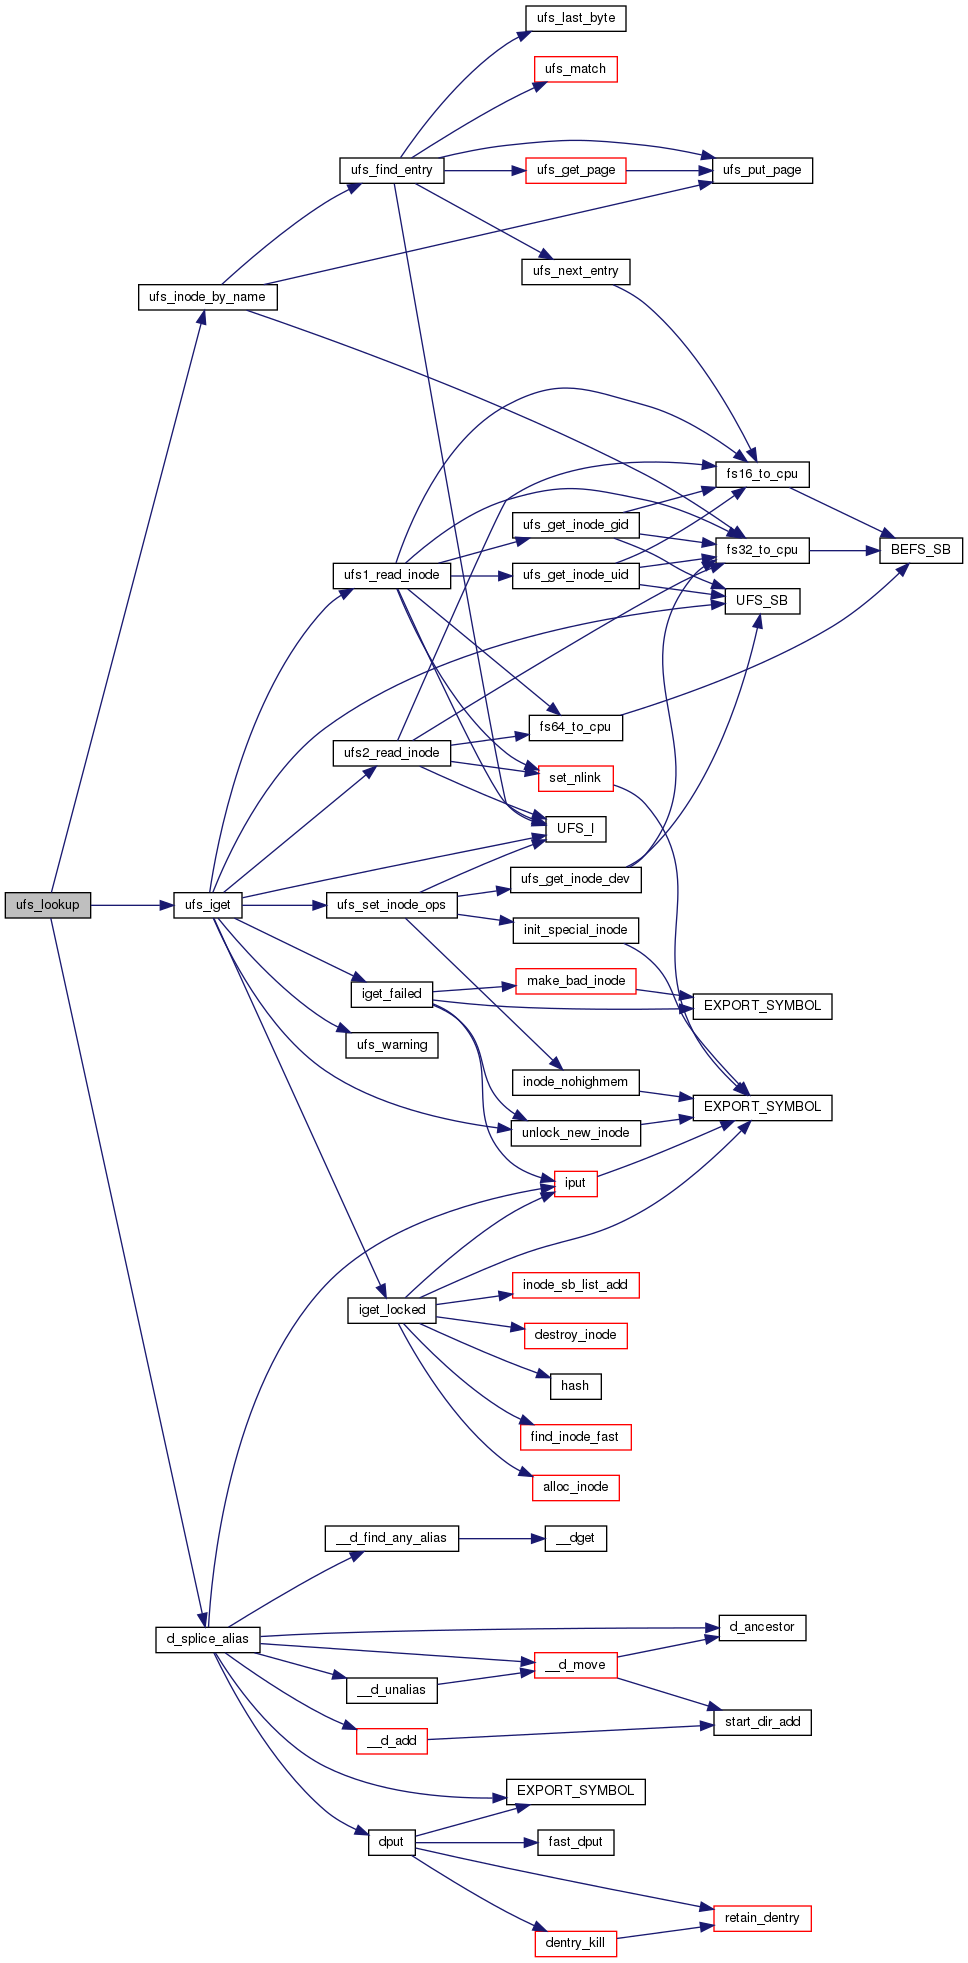 ufs_last_byte
ufs_match
ufs_find_entry
ufs_get_page
ufs_put_page
ufs_next_entry
ufs_inode_by_name
fs16_to_cpu
ufs_get_inode_gid
fs32_to_cpu
BEFS_SB
ufs1_read_inode
ufs_get_inode_uid
UFS_SB
fs64_to_cpu
ufs2_read_inode
set_nlink
UFS_I
ufs_get_inode_dev
ufs_lookup
ufs_iget
ufs_set_inode_ops
init_special_inode
make_bad_inode
iget_failed
EXPORT_SYMBOL
ufs_warning
inode_nohighmem
EXPORT_SYMBOL
unlock_new_inode
iput
inode_sb_list_add
iget_locked
destroy_inode
hash
find_inode_fast
alloc_inode
__d_find_any_alias
__dget
d_ancestor
d_splice_alias
__d_move
__d_unalias
start_dir_add
__d_add
EXPORT_SYMBOL
dput
fast_dput
retain_dentry
dentry_kill